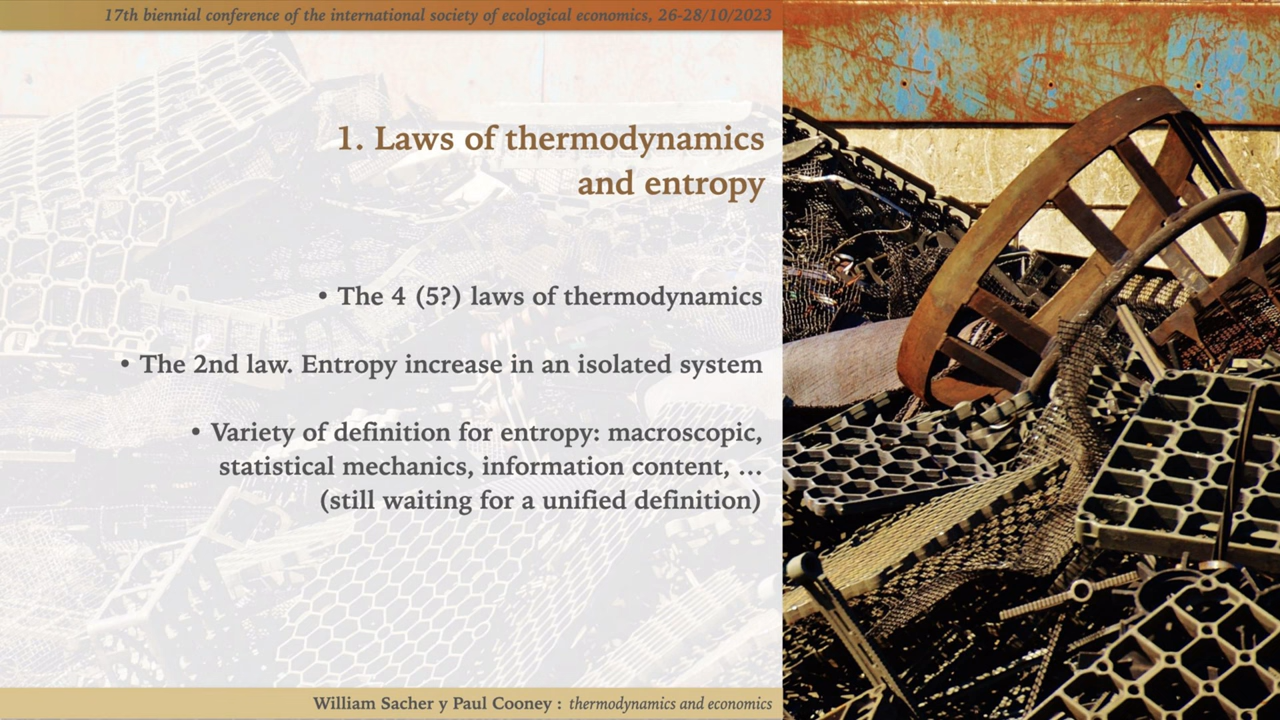 17th biennial conference of the international society of ecological economics, 26-28/10/2023
1. Laws of thermodynamics
and entropy
• The 4 (5?) laws of thermodynamics
• The 2nd law. Entropy increase in an isolated system
• Variety of definition for entropy: macroscopic,
statistical mechanics, information content, ...
(still waiting for a unified definition)
William Sacher y Paul Cooney : thermodynamics and economics